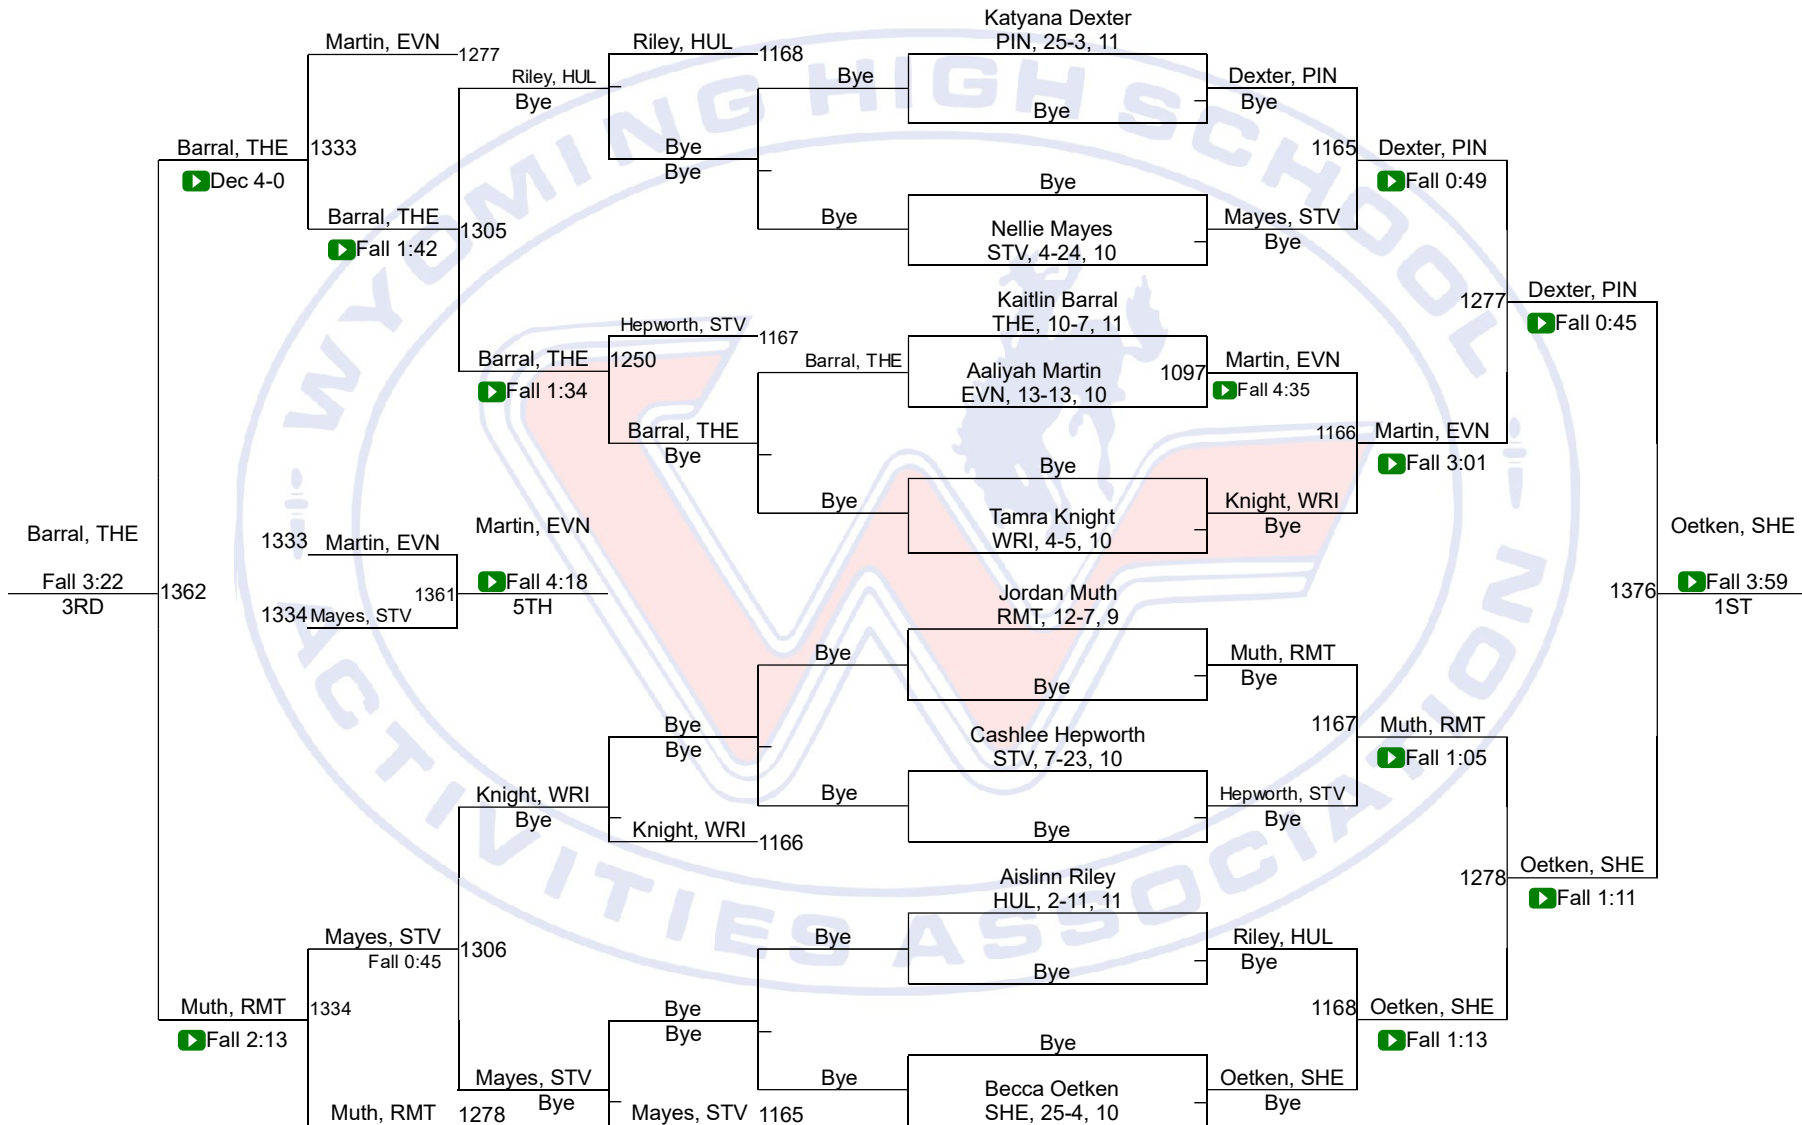 Katyana Dexter
PIN, 25-3, 11
Bye
Bye
Nellie Mayes
STV, 4-24, 10
Kaitlin Barral
THE, 10-7, 11
Aaliyah Martin
EVN, 13-13, 10
1097
Bye
Tamra Knight
WRI, 4-5, 10
Jordan Muth
RMT, 12-7, 9
Bye
Cashlee Hepworth
STV, 7-23, 10
Bye
Aislinn Riley
HUL, 2-11, 11
Bye
Bye
Becca Oetken
SHE, 25-4, 10
Dexter, PIN
Bye
1165
Mayes, STV
Bye
Martin, EVN
Fall 4:35
1166
Knight, WRI
Bye
Muth, RMT
Bye
1167
Hepworth, STV
Bye
Riley, HUL
Bye
1168
Oetken, SHE
Bye
Dexter, PIN
Fall 0:49
1277
Martin, EVN
Fall 3:01
Muth, RMT
Fall 1:05
1278
Oetken, SHE
Fall 1:13
Dexter, PIN
Fall 0:45
1376
Oetken, SHE
Fall 1:11
Oetken, SHE
Fall 3:59
1ST
Bye
Bye
Barral, THE
Bye
Bye
Bye
Bye
Bye
Riley, HUL
1168
Bye
Bye
Hepworth, STV
1167
1250
Barral, THE
Bye
Bye
Bye
Knight, WRI
1166
Bye
Bye
Mayes, STV
1165
Riley, HUL
Bye
1305
Barral, THE
Fall 1:34
Knight, WRI
Bye
1306
Mayes, STV
Bye
Martin, EVN
1277
1333
Barral, THE
Fall 1:42
Mayes, STV
Fall 0:45
1334
Muth, RMT
1278
Barral, THE
Dec 4-0
1362
Muth, RMT
Fall 2:13
Barral, THE
Fall 3:22
3RD
1333
Martin, EVN
1361
1334
Mayes, STV
Martin, EVN
Fall 4:18
5TH
WYOMING HIGH SCHOOL
ACTIVITIES ASSOCIATION